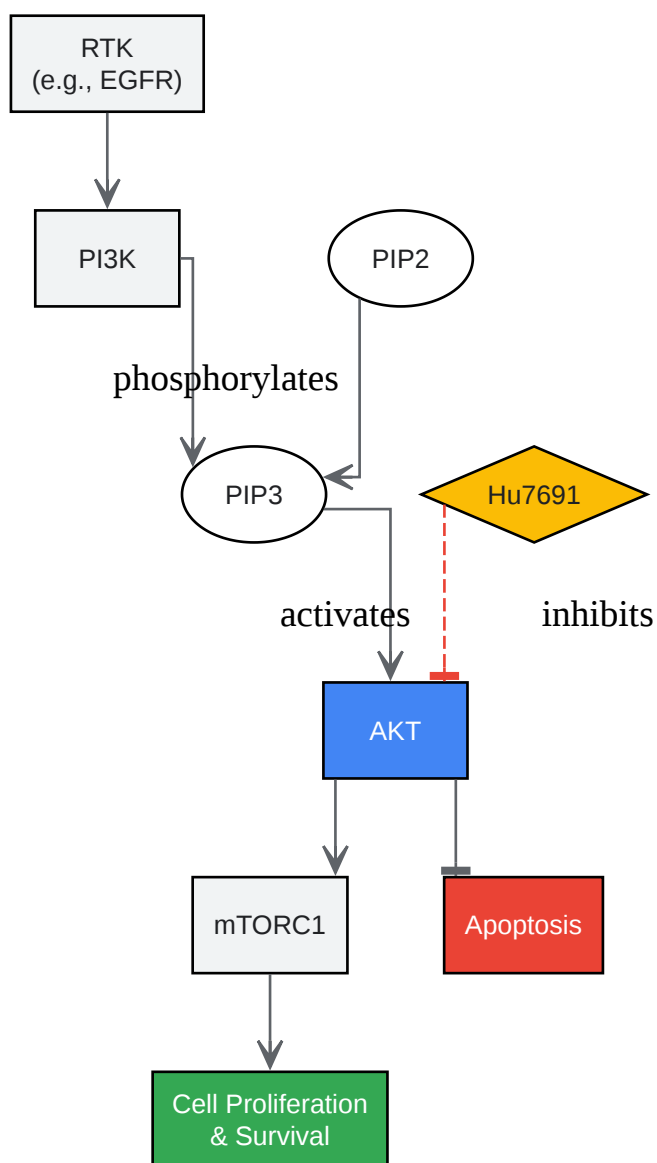 RTK
(e.g., EGFR)
PI3K
PIP2
phosphorylates
PIP3
Hu7691
activates
inhibits
AKT
mTORC1
Apoptosis
Cell Proliferation
& Survival